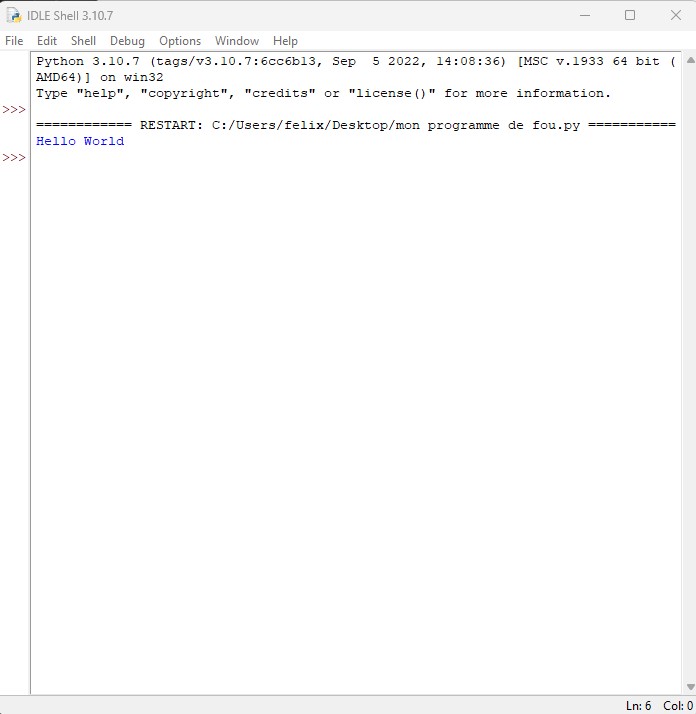 IDLE Shell 3.10.7
File Edit Shell Debug Options Window Help
Python 3.10.7 (tags/v3.10.7:6cc6b13, Sep  5 2022, 14:08:36) [MSC v.1933 64 bit (
AMD64)] on win32
Type "help", "copyright", "credits" or "license()" for more information.
>>>
============ RESTART: C:/Users/felix/Desktop/mon programme de fou.py ===========
Hello World
>>>
Ln: 6 Col: 0